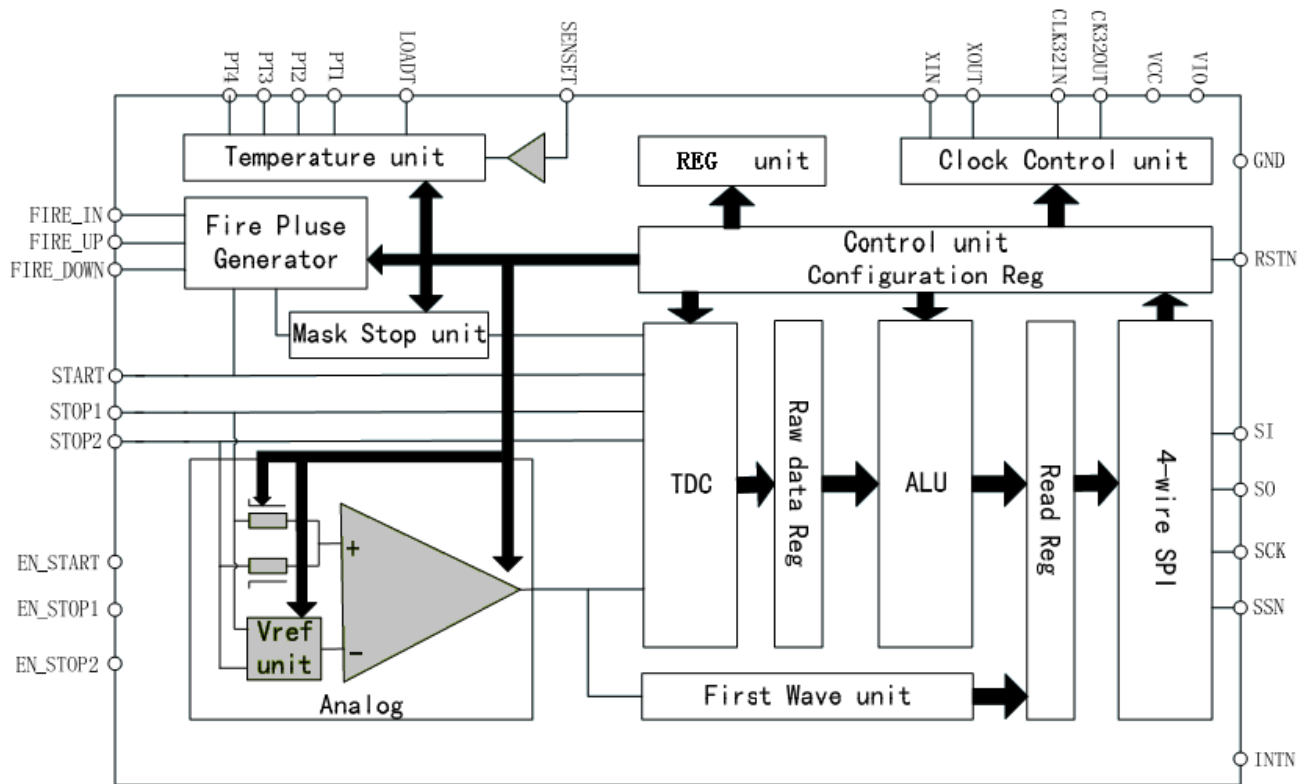 PT4
PT3
PT2
PT1
LOADT
SENSET
XIN
XOUT
CLK32IN
CK32OUT
VCC
VIO
Temperature unit
REG unit
Clock Control unit
GND
FIRE_IN
FIRE_UP
FIRE_DOWN
Fire Pluse
Generator
Control unit
Configuration Reg
RSTN
Mask Stop unit
START
STOP1
STOP2
TDC
Raw data Reg
ALU
Read Reg
4-wire SPI
SI
SO
SCK
SSN
EN_START
EN_STOP1
EN_STOP2
+
Vref
unit
-
Analog
First Wave unit
INTN